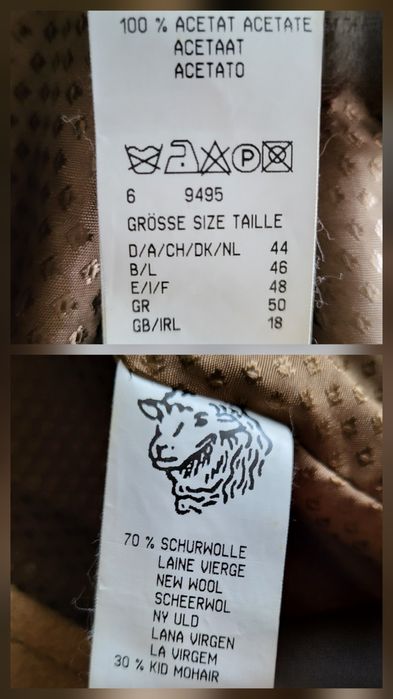 100 % ACETAT ACETATE
ACETAAT
ACETATO
P
6 9495
GRÖSSE SIZE TAILLE
D/A/CH/DK/NL 44
B/L 46
E/I/F 48
GR 50
GB/IRL 18
70 % SCHURWOLLE
LAINE VIERGE
NEW WOOL
SCHEERWOL
NY ULD
LANA VIRGEN
LA VIRGEM
30 % KID MOHAIR